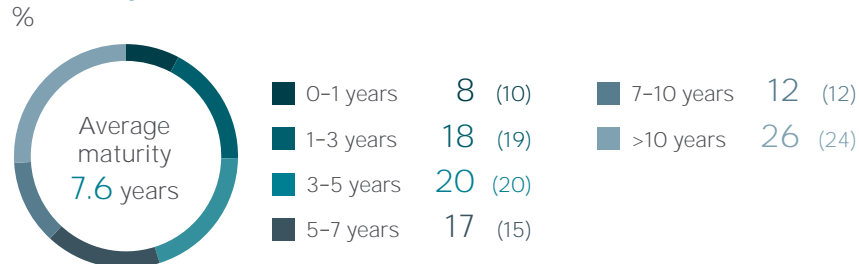 %
Average
maturity
7.6 years
0–1 years 8 (10)
1–3 years 18 (19)
3–5 years 20 (20)
5–7 years 17 (15)
7–10 years 12 (12)
>10 years 26 (24)